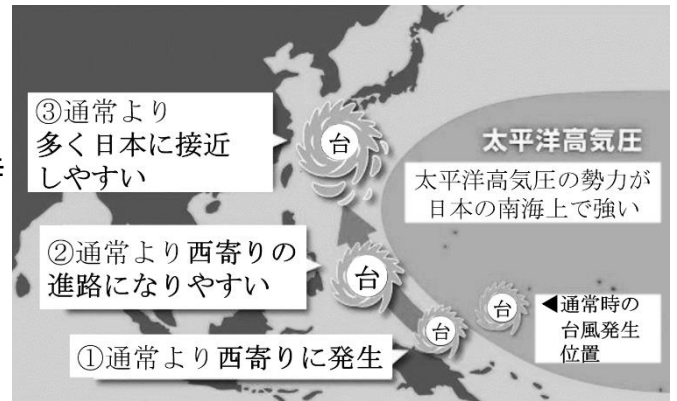 ③通常より
多く日本に接近
しやすい
太平洋高気圧
太平洋高気圧の勢力が
日本の南海上で強い
②通常より西寄りの
進路になりやすい
①通常より西寄りに発生
◀通常時の
台風発生
位置
台
台
台
台